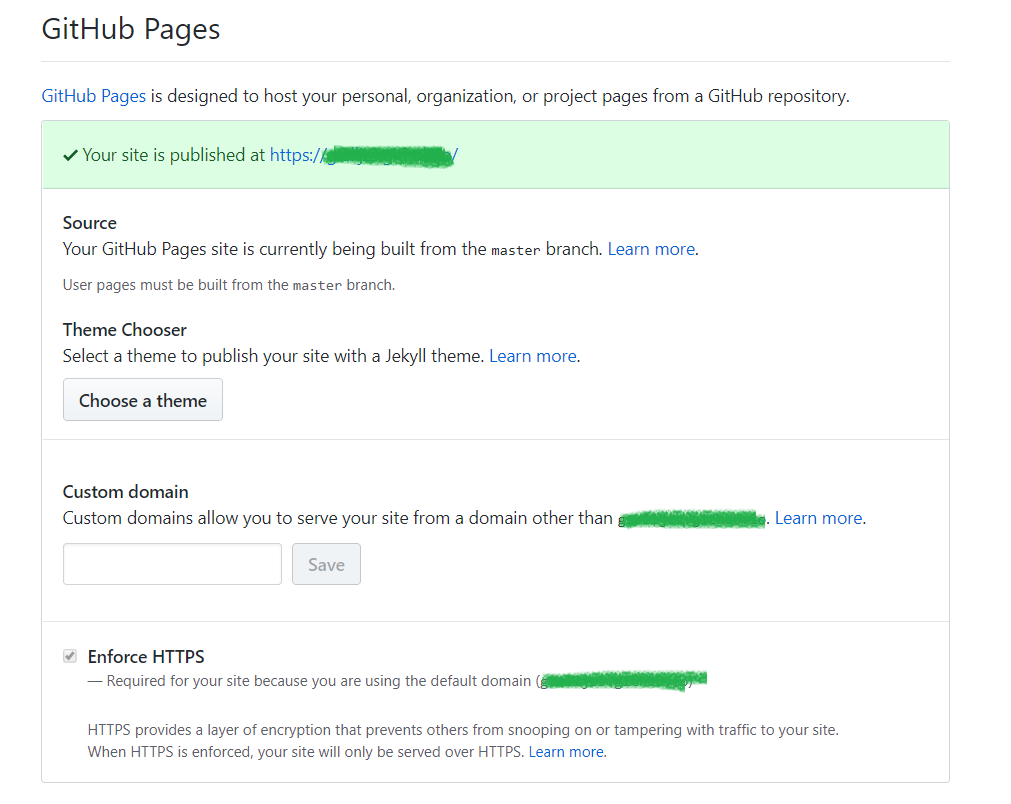 GitHub Pages
GitHub Pages is designed to host your personal, organization, or project pages from a GitHub repository.
Your site is published at https://
Source
Your GitHub Pages site is currently being built from the master branch. Learn more.
User pages must be built from the master branch.
Theme Chooser
Select a theme to publish your site with a Jekyll theme. Learn more.
Choose a theme
Custom domain
Custom domains allow you to serve your site from a domain other than . Learn more.
Save
Enforce HTTPS
— Required for your site because you are using the default domain (
HTTPS provides a layer of encryption that prevents others from snooping on or tampering with traffic to your site.
When HTTPS is enforced, your site will only be served over HTTPS. Learn more.